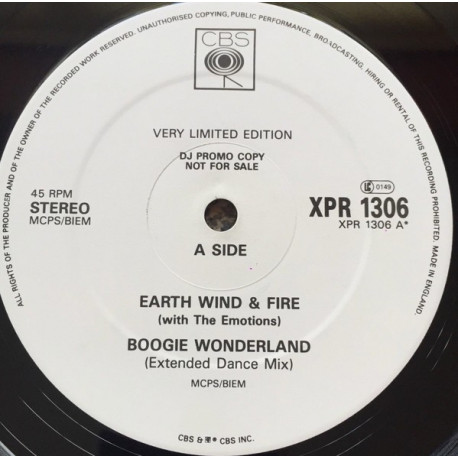 ALL RIGHTS OF THE PRODUCER AND OF THE OWNER OF THE RECORDED WORK RESERVED. UNAUTHORISED COPYING, PUBLIC PERFORMANCE, BROADCASTING, HIRING OR RENTAL OF THIS RECORDING PROHIBITED. MADE IN ENGLAND.
CBS
VERY LIMITED EDITION
DJ PROMO COPY
NOT FOR SALE
45 RPM
STEREO
MCPS/BIEM
LC 0149
XPR 1306
XPR 1306 A*
A SIDE
EARTH WIND & FIRE
(with The Emotions)
BOOGIE WONDERLAND
(Extended Dance Mix)
MCPS/BIEM
CBS & * CBS INC.